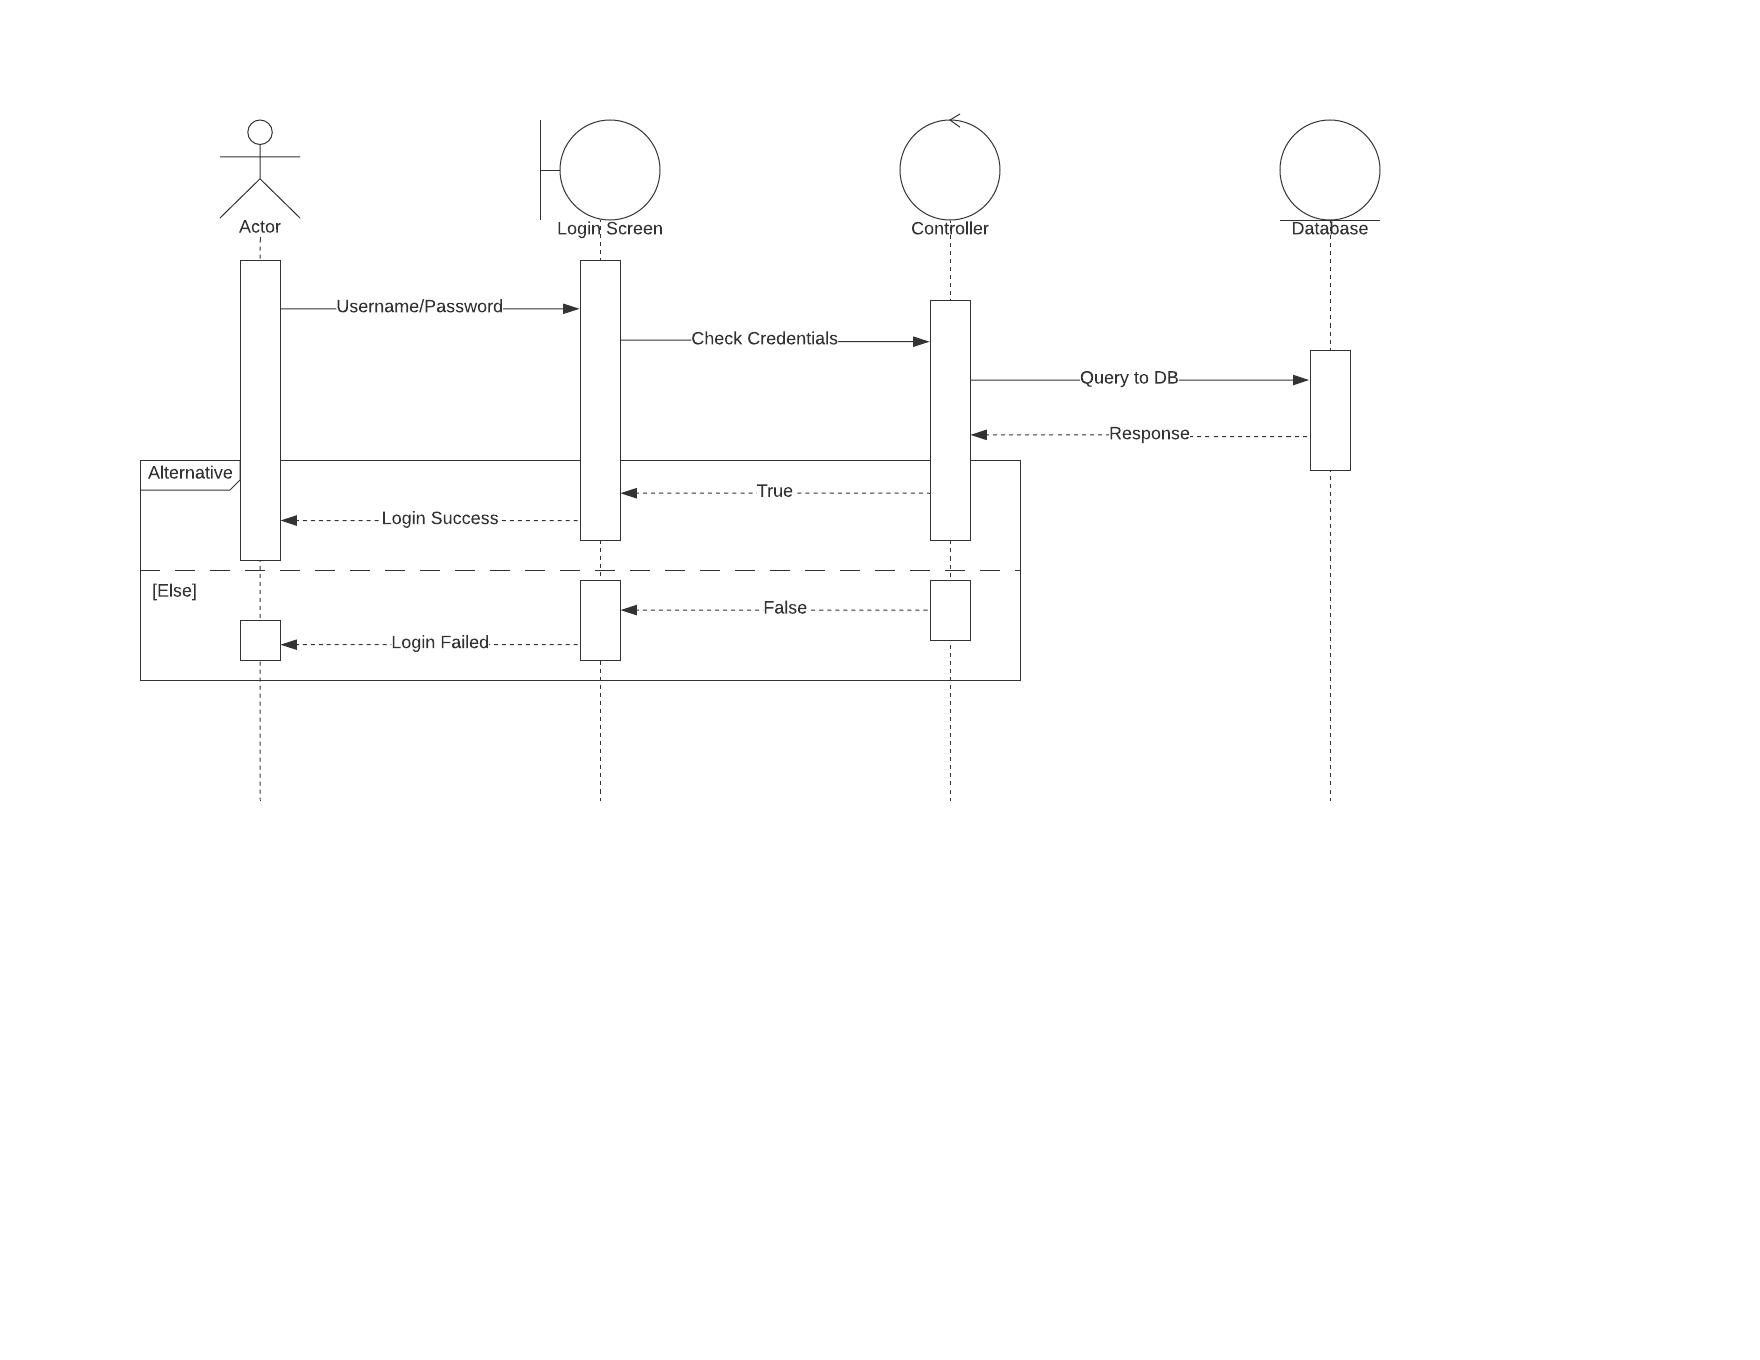 Actor
Login Screen
Controller
Database
Username/Password
Check Credentials
Query to DB
Response
Alternative
True
Login Success
[Else]
False
Login Failed